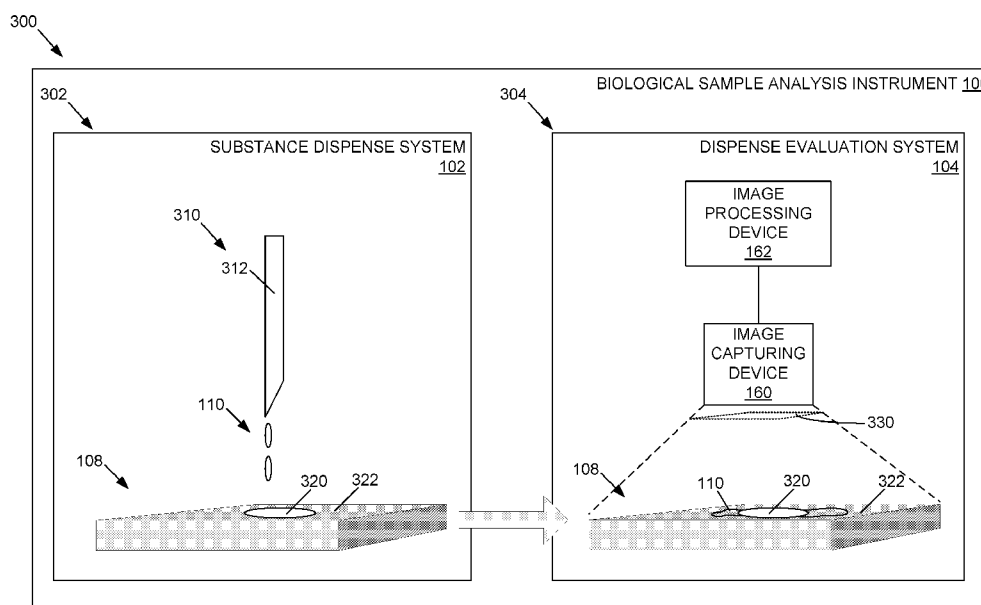 300
BIOLOGICAL SAMPLE ANALYSIS INSTRUMENT
302
304
SUBSTANCE DISPENSE SYSTEM
102
DISPENSE EVALUATION SYSTEM
104
310
312
110
108
320
322
IMAGE
PROCESSING
DEVICE
162
IMAGE
CAPTURING
DEVICE
160
330
108
110
320
322